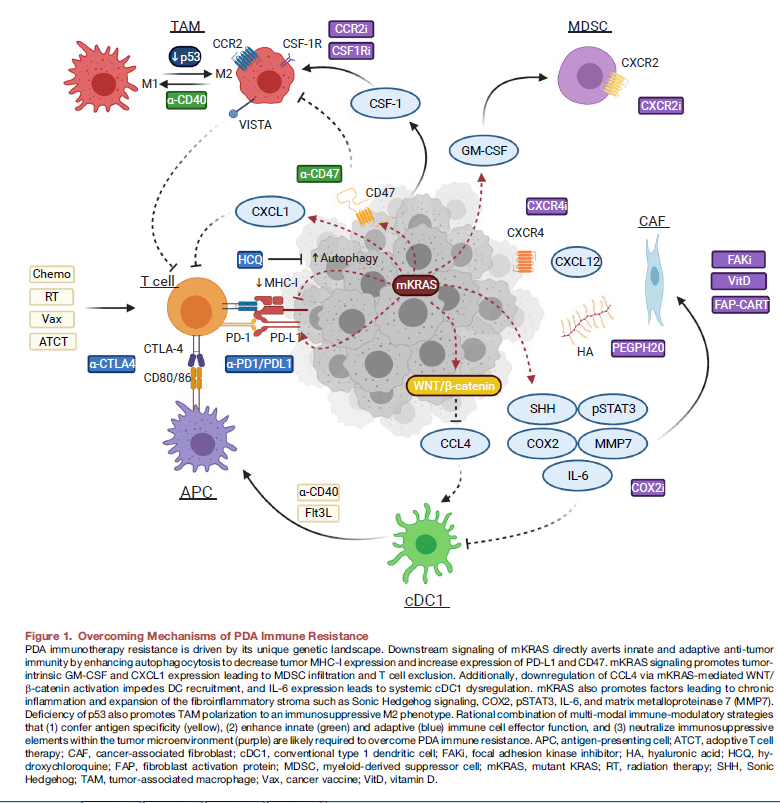 TAM
MDSC
CCR2i
CSF1Ri
↓p53
CCR2
CSF-1R
M1
M2
α-CD40
CXCR2
CXCR2i
VISTA
CSF-1
GM-CSF
α-CD47
CD47
CXCL1
CXCR4i
CXCR4
CXCL12
CAF
HCQ
↑Autophagy
↓MHC-I
mKRAS
FAKi
VitD
FAP-CART
Chemo
RT
Vax
ATCT
T cell
PD-1
PD-L1
HA
PEGPH20
CTLA-4
α-CTLA4
α-PD1/PDL1
CD80/86
WNT/β-catenin
SHH
pSTAT3
COX2
MMP7
IL-6
CCL4
COX2i
APC
α-CD40
Flt3L
cDC1
Figure 1. Overcoming Mechanisms of PDA Immune Resistance
PDA immunotherapy resistance is driven by its unique genetic landscape. Downstream signaling of mKRAS directly averts innate and adaptive anti-tumor
immunity by enhancing autophagocytosis to decrease tumor MHC-I expression and increase expression of PD-L1 and CD47. mKRAS signaling promotes tumor-
intrinsic GM-CSF and CXCL1 expression leading to MDSC infiltration and T cell exclusion. Additionally, downregulation of CCL4 via mKRAS-mediated WNT/
β-catenin activation impedes DC recruitment, and IL-6 expression leads to systemic cDC1 dysregulation. mKRAS also promotes factors leading to chronic
inflammation and expansion of the fibroinflammatory stroma such as Sonic Hedgehog signaling, COX2, pSTAT3, IL-6, and matrix metalloproteinase 7 (MMP7).
Deficiency of p53 also promotes TAM polarization to an immunosuppressive M2 phenotype. Rational combination of multi-modal immune-modulatory strategies
that (1) confer antigen specificity (yellow), (2) enhance innate (green) and adaptive (blue) immune cell effector function, and (3) neutralize immunosuppressive
elements within the tumor microenvironment (purple) are likely required to overcome PDA immune resistance. APC, antigen-presenting cell; ATCT, adoptive T cell
therapy; CAF, cancer-associated fibroblast; cDC1, conventional type 1 dendritic cell; FAKi, focal adhesion kinase inhibitor; HA, hyaluronic acid; HCQ, hy-
droxychloroquine; FAP, fibroblast activation protein; MDSC, myeloid-derived suppressor cell; mKRAS, mutant KRAS; RT, radiation therapy; SHH, Sonic
Hedgehog; TAM, tumor-associated macrophage; Vax, cancer vaccine; VitD, vitamin D.